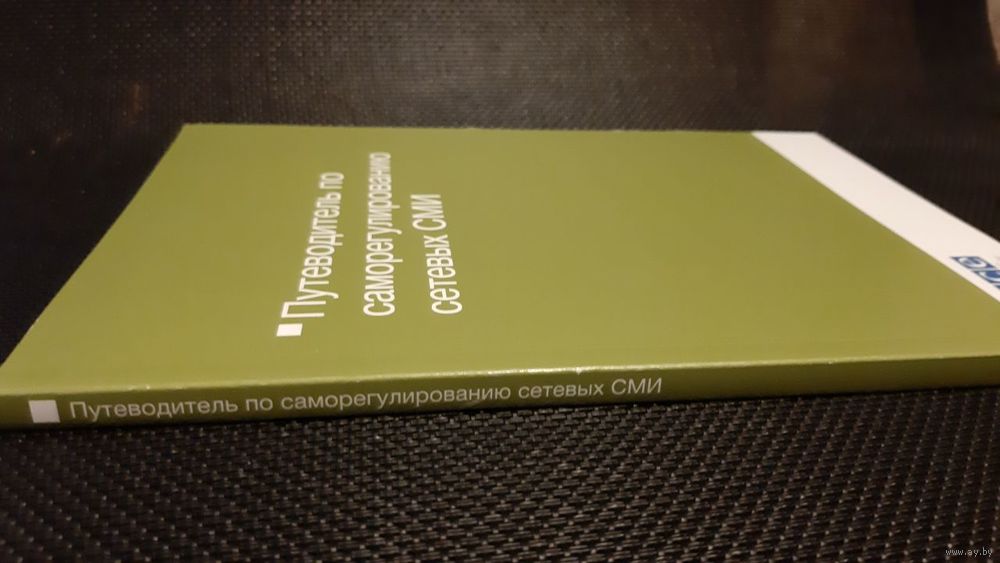 Путеводитель по
саморегулированию
сетевых СМИ
Путеводитель по саморегулированию сетевых СМИ
www.ay.by